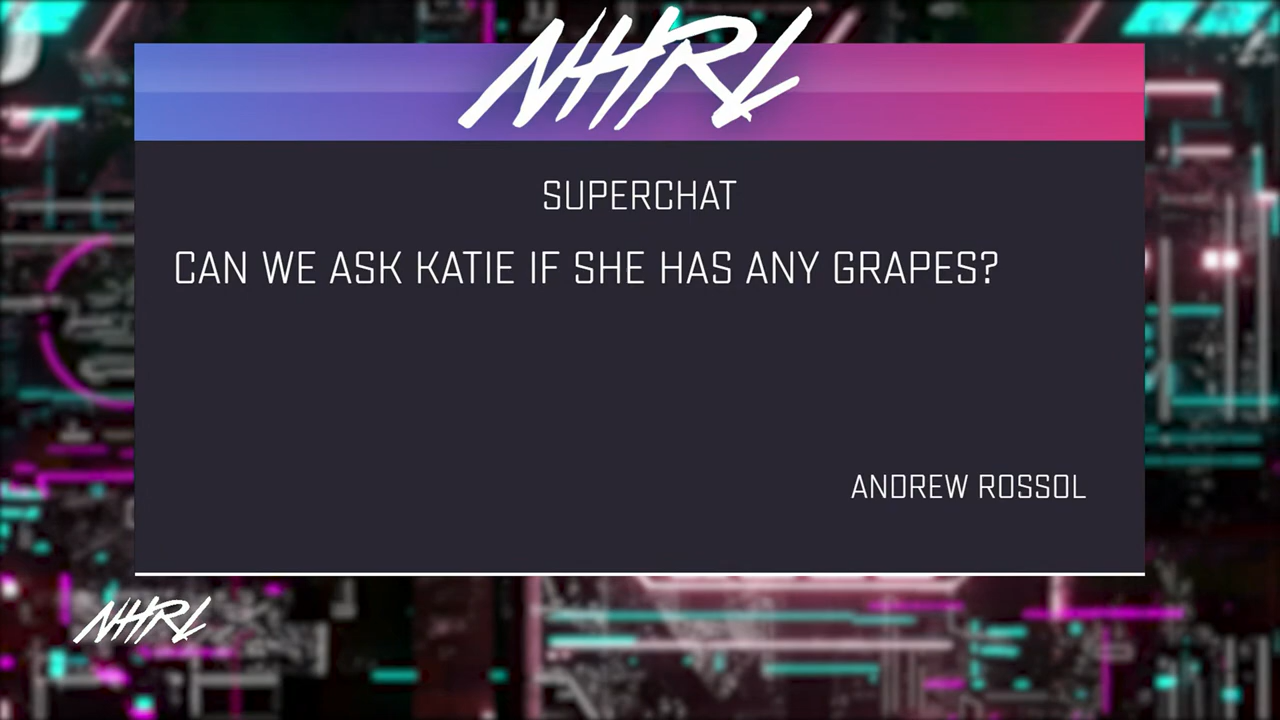 NHRL
SUPERCHAT
CAN WE ASK KATIE IF SHE HAS ANY GRAPES?
ANDREW ROSSOL
NHRL